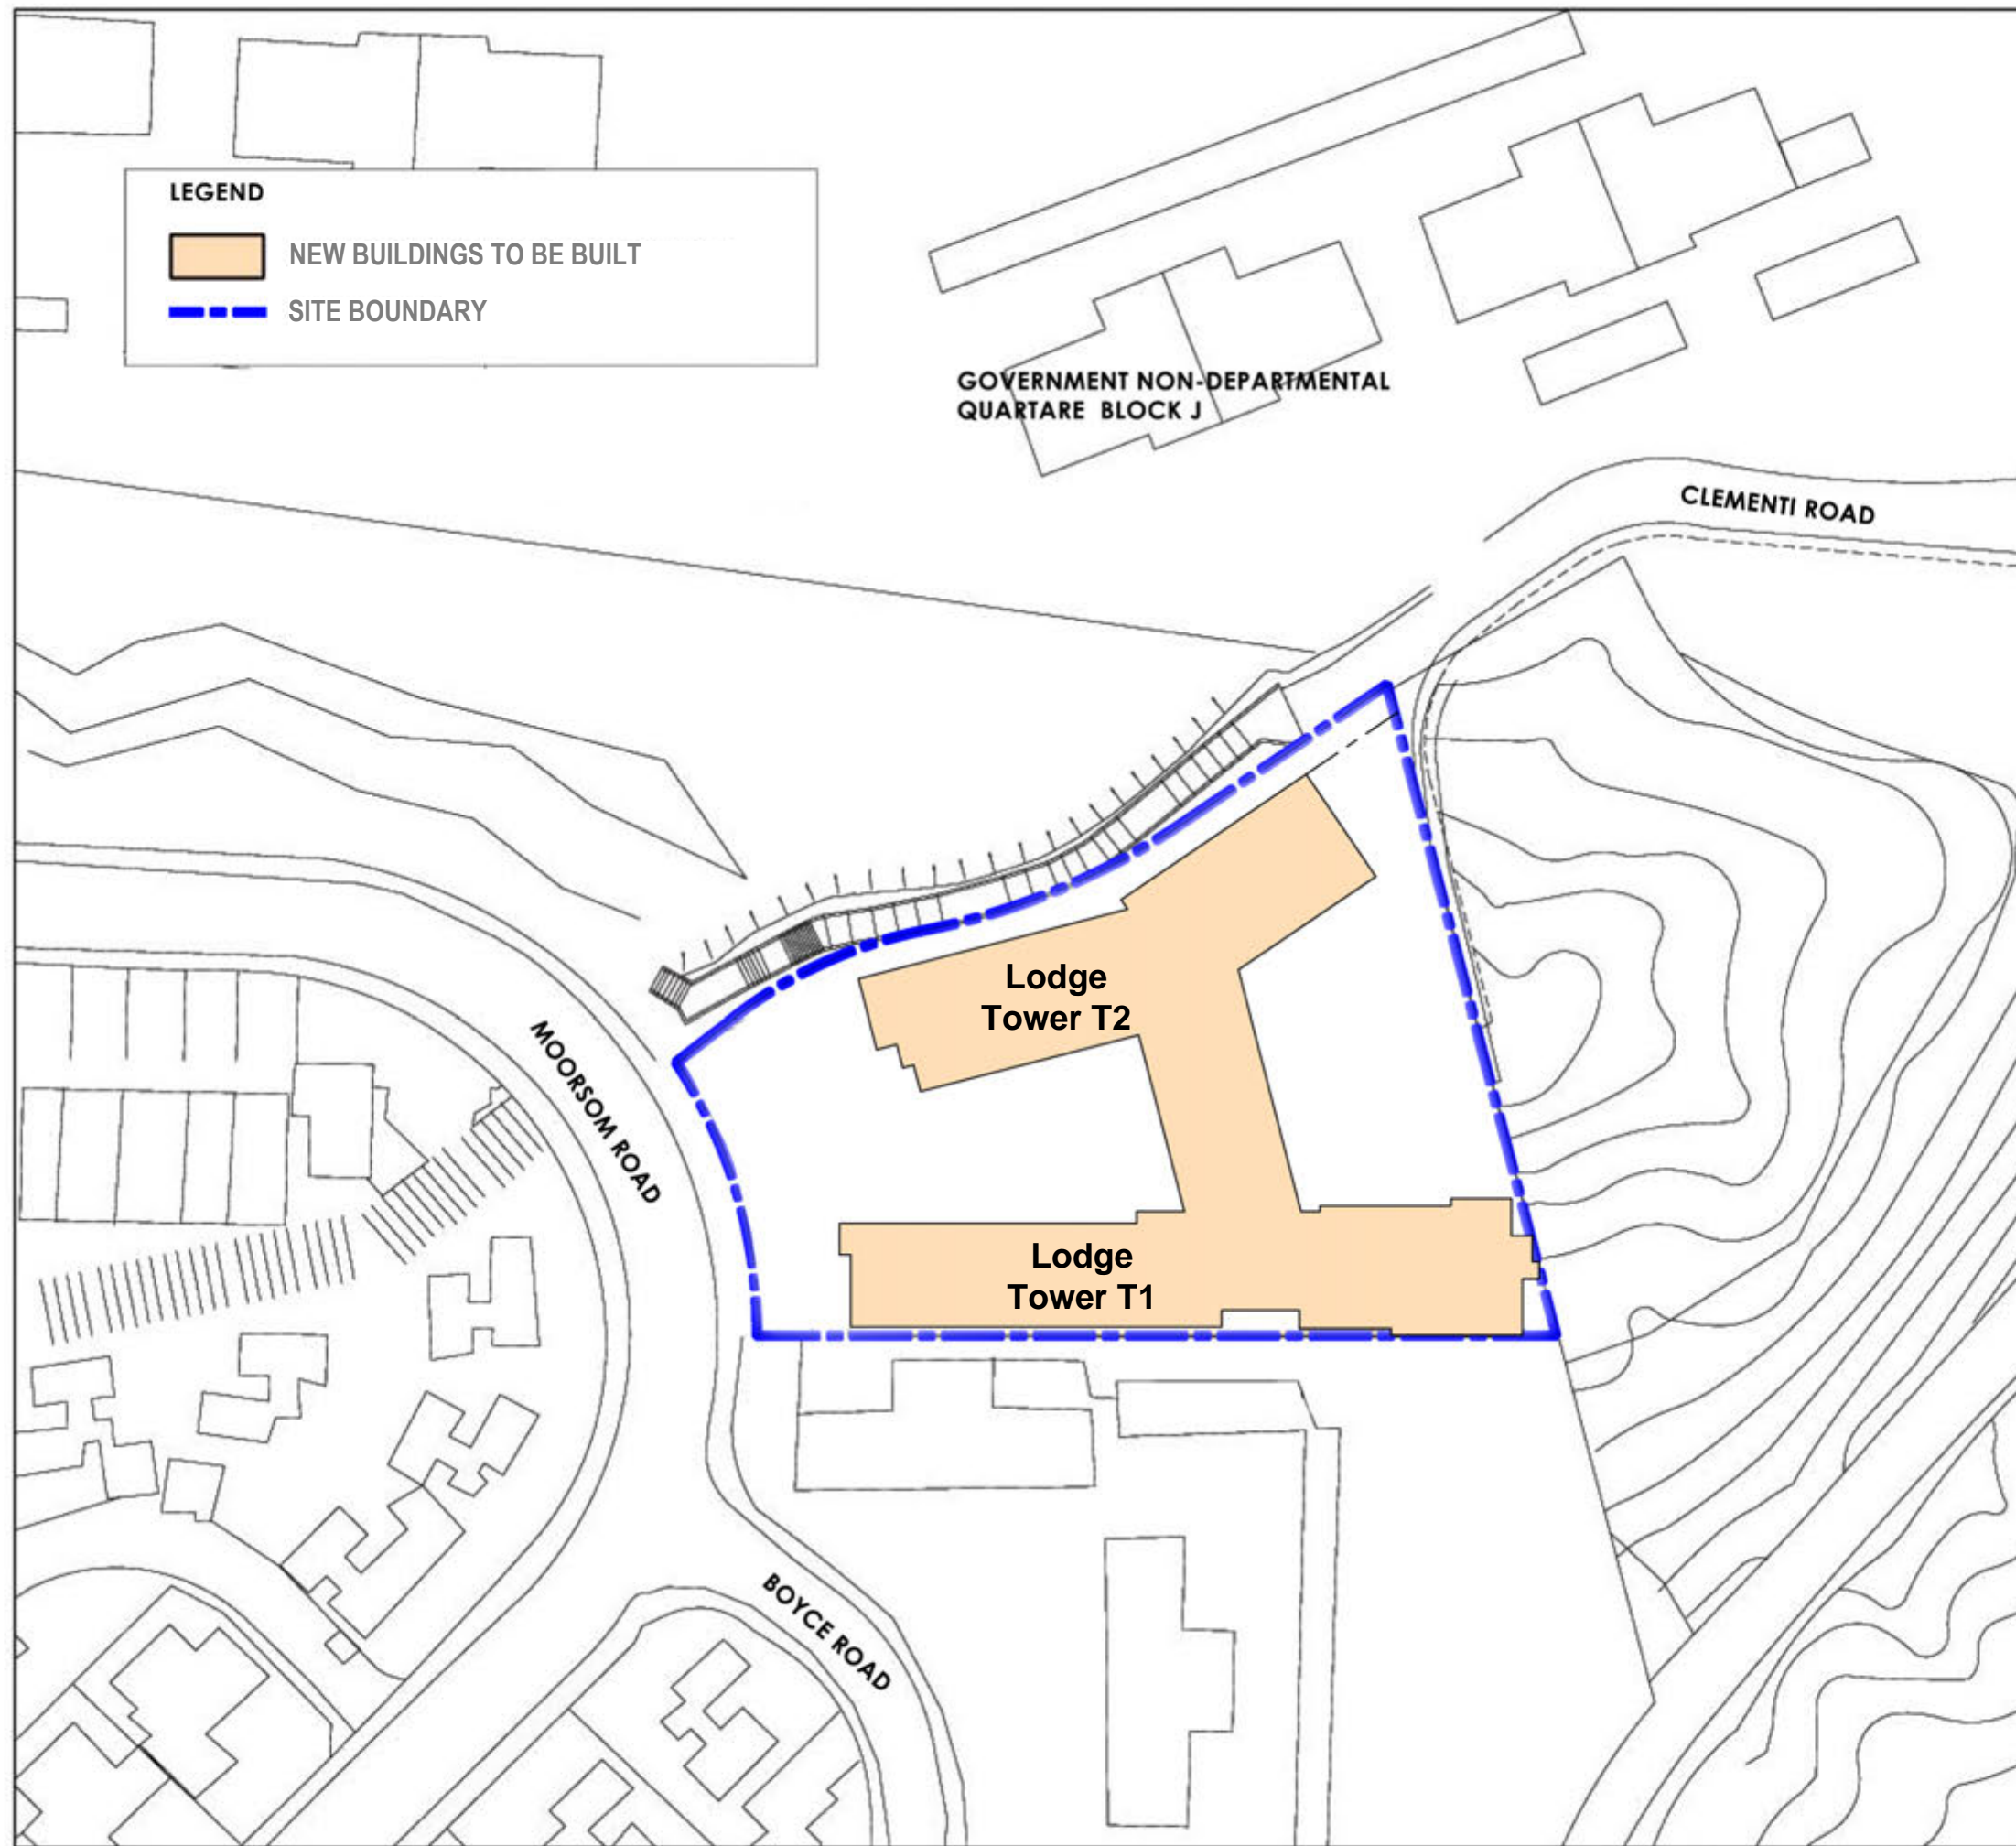 LEGEND
NEW BUILDINGS TO BE BUILT
SITE BOUNDARY
GOVERNMENT NON-DEPARTMENTAL
QUARTARE BLOCK J
CLEMENTI ROAD
Lodge
Tower T2
MOORSOM ROAD
Lodge
Tower T1
BOYCE ROAD